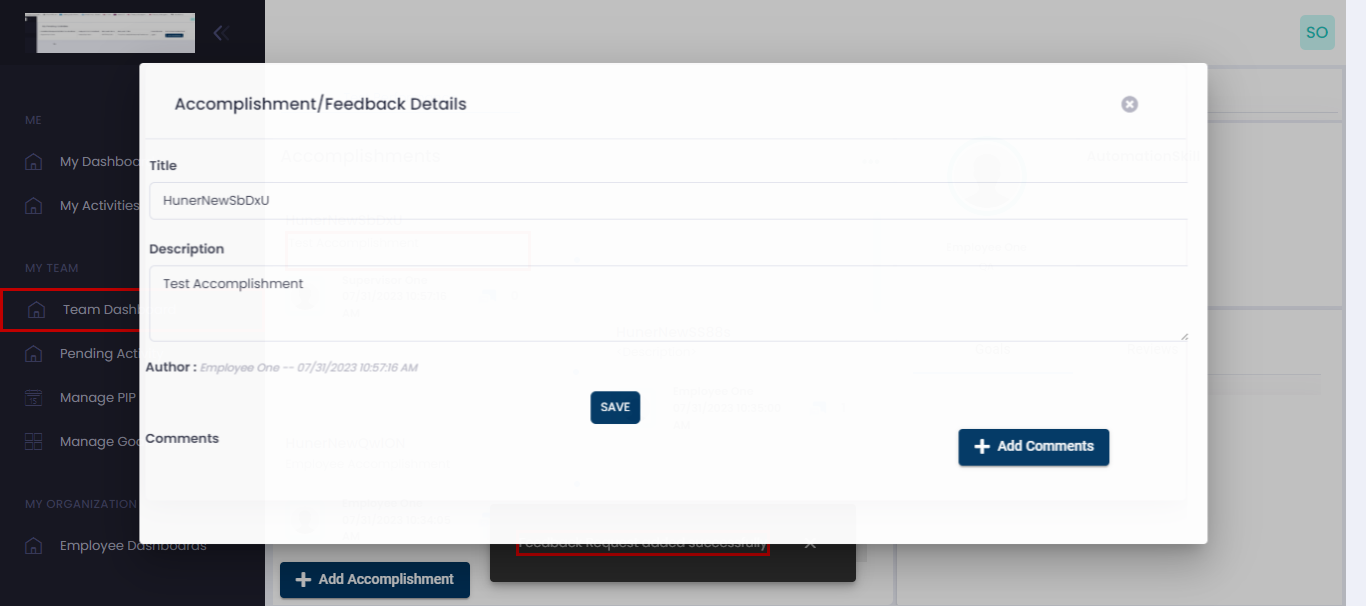 SO
Accomplishment/Feedback Details
ME
My Dashboa
Title
My Activities
HunerNewSbDxU
Description
MY TEAM
Test Accomplishment
Team Dashb
Pending Acti
Author : Employee One -- 07/31/2023 10:57:16 AM
Manage PIP
15
SAVE
Manage Goa
Comments
Add Comments
MY ORGANIZATION
Employee Dashboards
Feedback Request added successfully
Add Accomplishment